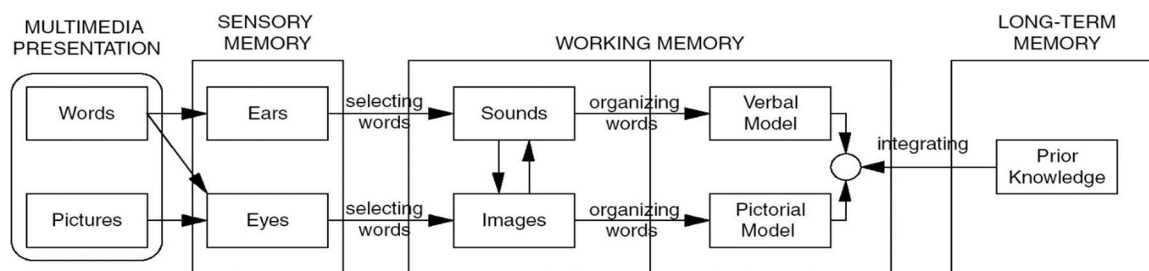 MULTIMEDIA
PRESENTATION
SENSORY
MEMORY
WORKING MEMORY
LONG-TERM
MEMORY
Words
Ears
selecting
words
Sounds
organizing
words
Verbal
Model
integrating
Prior
Knowledge
Pictures
Eyes
selecting
words
Images
organizing
words
Pictorial
Model